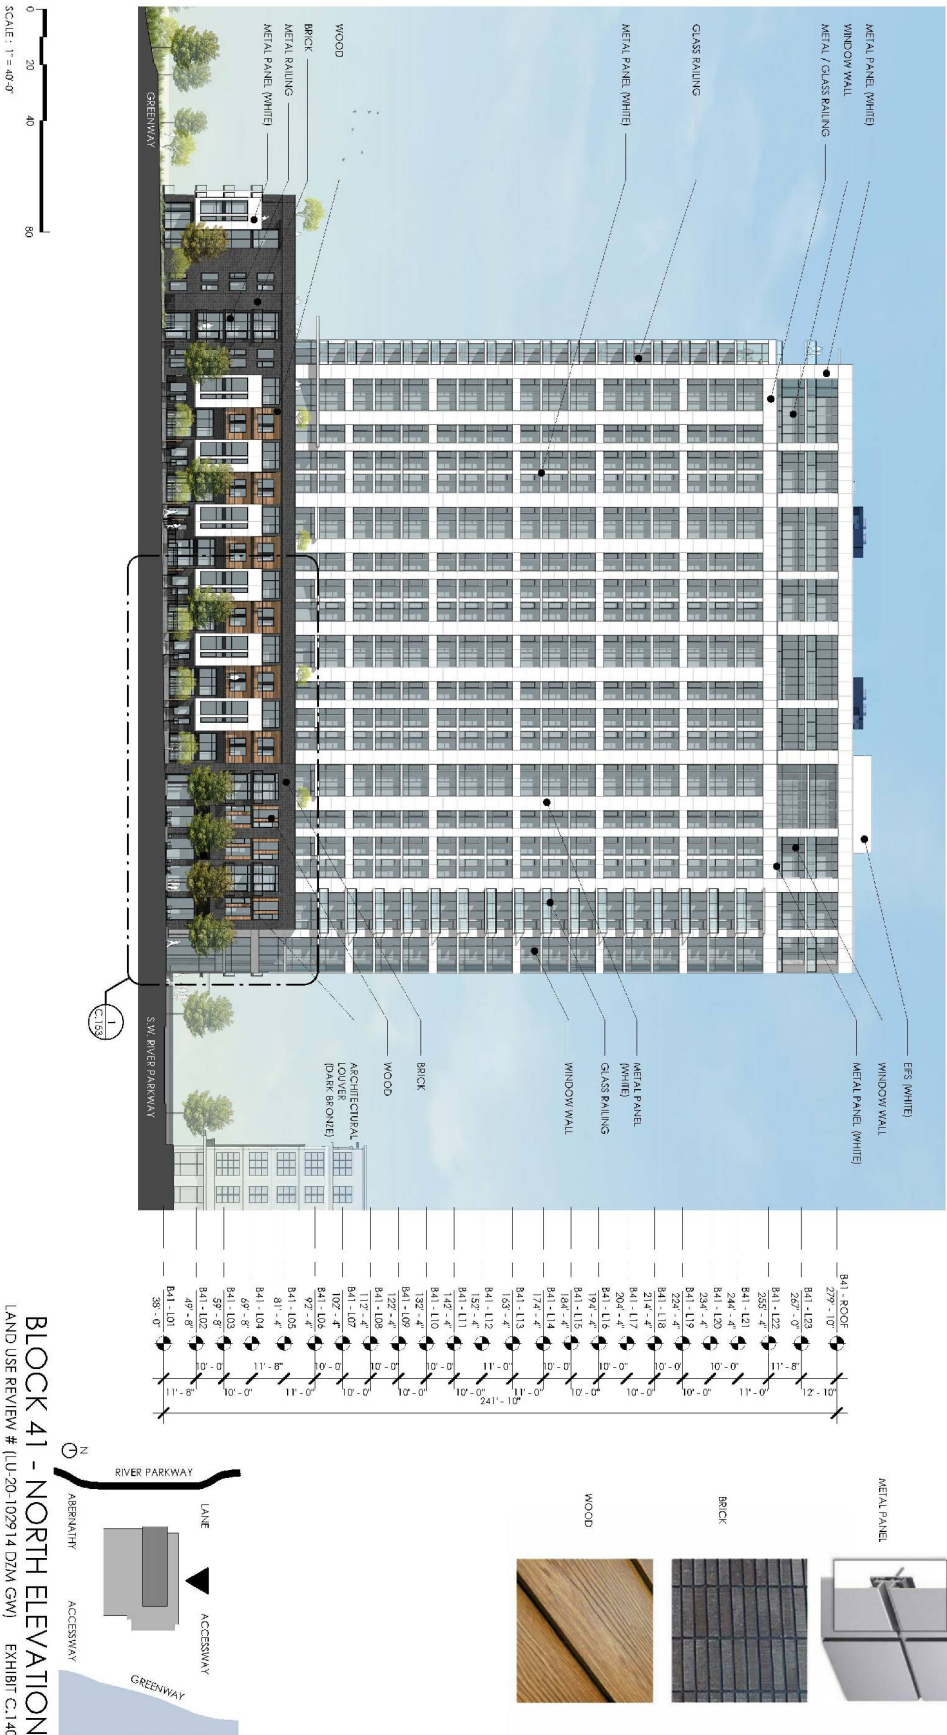 METAL PANEL (WHITE)
WINDOW WALL
METAL / GLASS RAILING
GLASS RAILING
METAL PANEL (WHITE)
WOOD
BRICK
METAL RAILING
METAL PANEL (WHITE)
GREENWAY
S.W. RIVER PARKWAY
EIFS (WHITE)
WINDOW WALL
METAL PANEL (WHITE)
METAL PANEL
(WHITE)
GLASS RAILING
WINDOW WALL
BRICK
WOOD
ARCHITECTURAL
LOUVER
(DARK BRONZE)
1
C.153
B41 - ROOF
279' - 10"
B41 - L23
267' - 0"
B41 - L22
255' - 4"
B41 - L21
244' - 4"
B41 - L20
234' - 4"
B41 - L19
224' - 4"
B41 - L18
214' - 4"
B41 - L17
204' - 4"
B41 - L16
194' - 4"
B41 - L15
184' - 4"
B41 - L14
174' - 4"
B41 - L13
163' - 4"
B41 - L12
152' - 4"
B41 - L11
142' - 4"
B41 - L10
132' - 4"
B41 - L09
122' - 4"
B41 - L08
112' - 4"
B41 - L07
102' - 4"
B41 - L06
92' - 4"
B41 - L05
81' - 4"
B41 - L04
69' - 8"
B41 - L03
59' - 8"
B41 - L02
49' - 8"
B41 - L01
38' - 0"
12' - 10"
11' - 8"
11' - 0"
10' - 0"
10' - 0"
10' - 0"
10' - 0"
10' - 0"
10' - 0"
10' - 0"
11' - 0"
11' - 0"
10' - 0"
10' - 0"
10' - 0"
10' - 0"
10' - 0"
11' - 0"
11' - 8"
10' - 0"
10' - 0"
11' - 8"
241' - 10"
METAL PANEL
BRICK
WOOD
0 20 40 80
SCALE : 1" = 40'-0"
N
RIVER PARKWAY
LANE
ACCESSWAY
ABERNATHY
ACCESSWAY
GREENWAY
BLOCK 41 - NORTH ELEVATION
LAND USE REVIEW # (LU-20-102914 DZM GW) EXHIBIT C.140